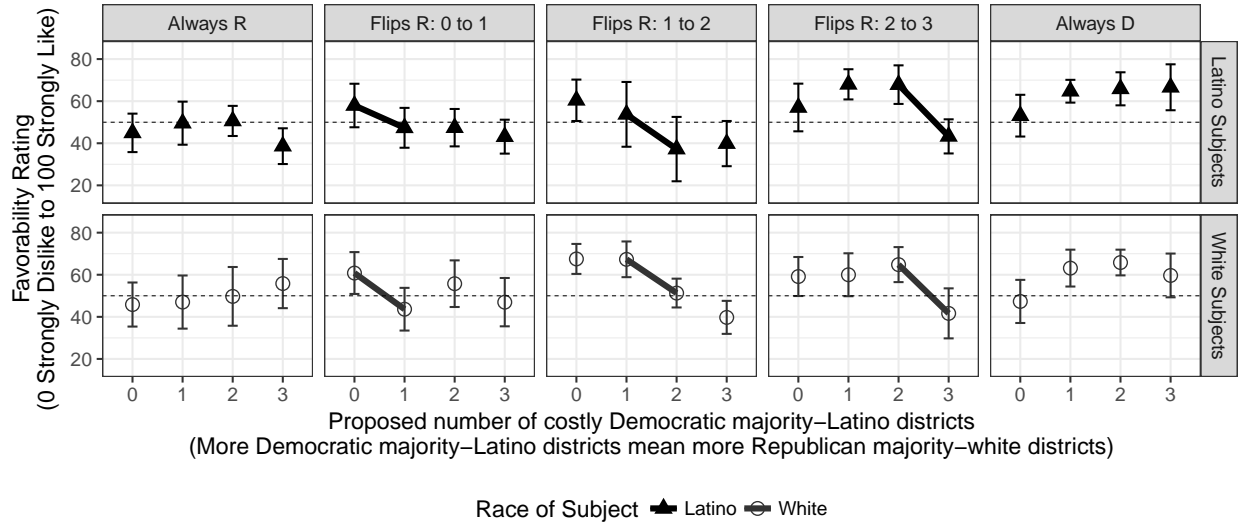 Always R
Flips R: 0 to 1
Flips R: 1 to 2
Flips R: 2 to 3
Always D
Favorability Rating
(0 Strongly Dislike to 100 Strongly Like)
80
60
40
20
Latino Subjects
80
60
40
20
White Subjects
0 1 2 3
0 1 2 3
0 1 2 3
0 1 2 3
0 1 2 3
Proposed number of costly Democratic majority−Latino districts
(More Democratic majority−Latino districts mean more Republican majority−white districts)
Race of Subject Latino White